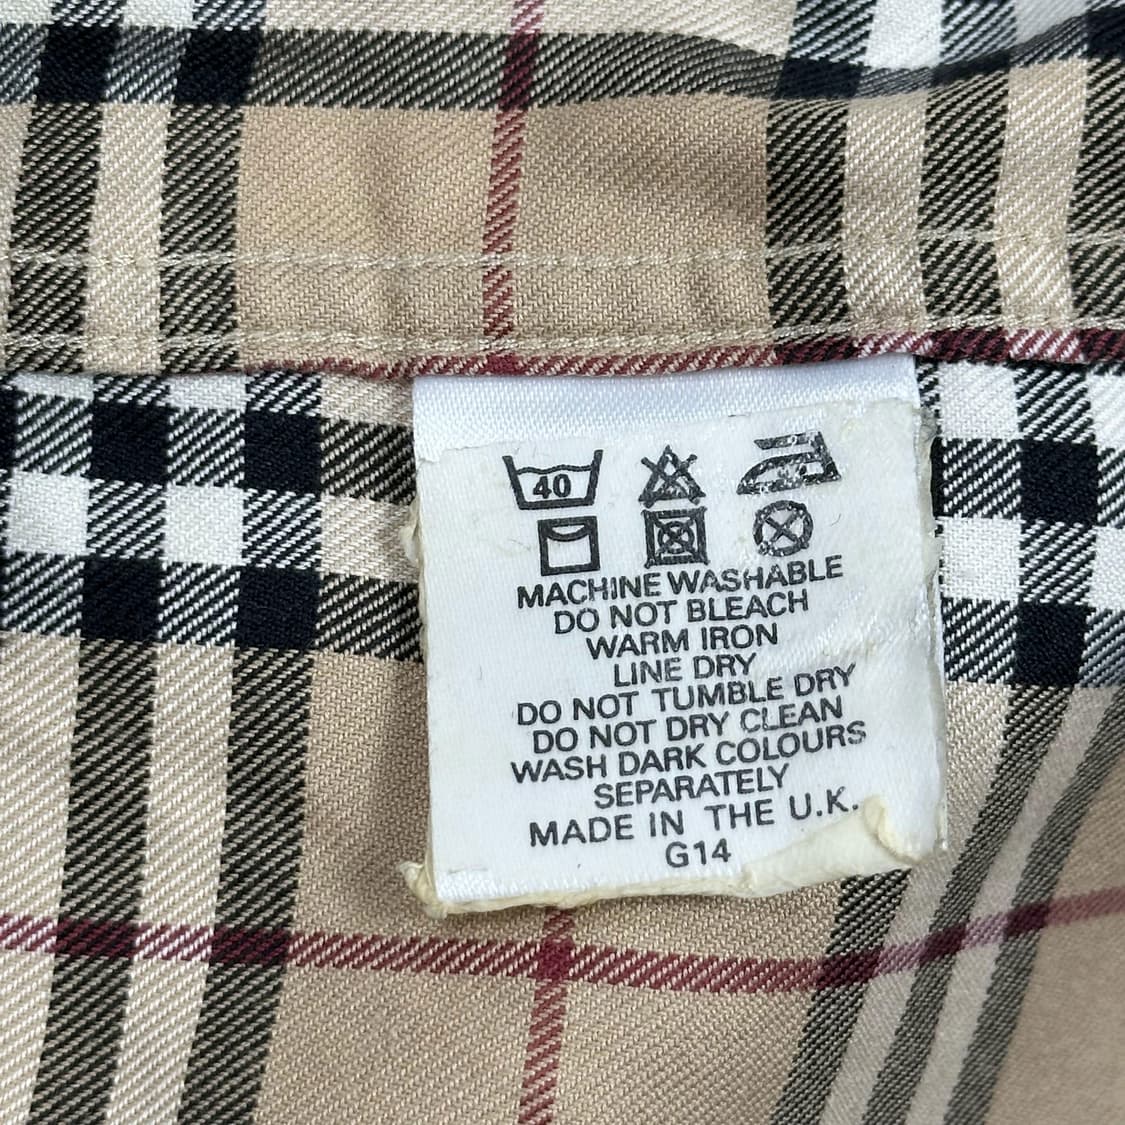 40
MACHINE WASHABLE
DO NOT BLEACH
WARM IRON
LINE DRY
DO NOT TUMBLE DRY
DO NOT DRY CLEAN
WASH DARK COLOURS
SEPARATELY
MADE IN THE U.K.
G14